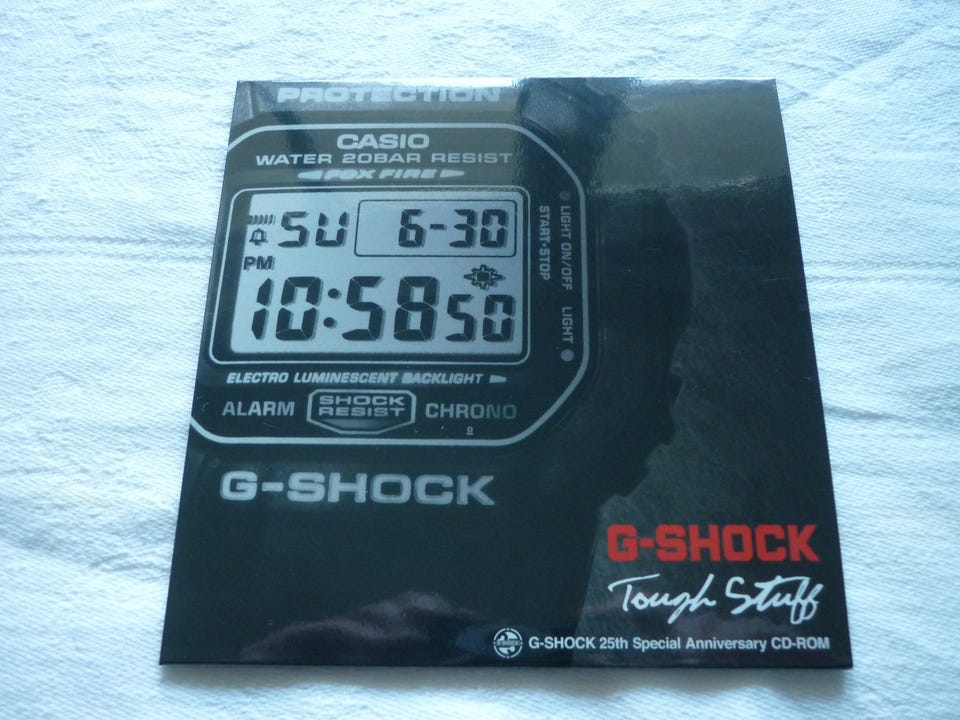 PROTECTION
CASIO
WATER 20BAR RESIST
FOX FIRE
SU 6-30
PM
10:58 50
LIGHT ON/OFF LIGHT
START·STOP
ELECTRO LUMINESCENT BACKLIGHT
ALARM SHOCK RESIST CHRONO
G-SHOCK
G-SHOCK
Tough Stuff
G-SHOCK
G-SHOCK 25th Special Anniversary CD-ROM